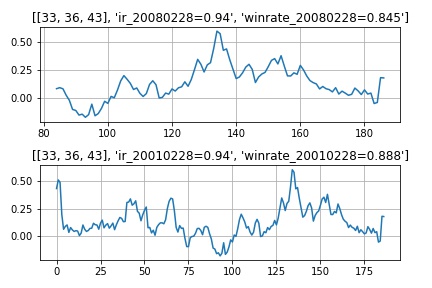 [[33, 36, 43], 'ir_20080228=0.94', 'winrate_20080228=0.845']
0.50
0.25
0.00
80 100 120 140 160 180
[[33, 36, 43], 'ir_20010228=0.94', 'winrate_20010228=0.888']
0.50
0.25
0.00
0 25 50 75 100 125 150 175